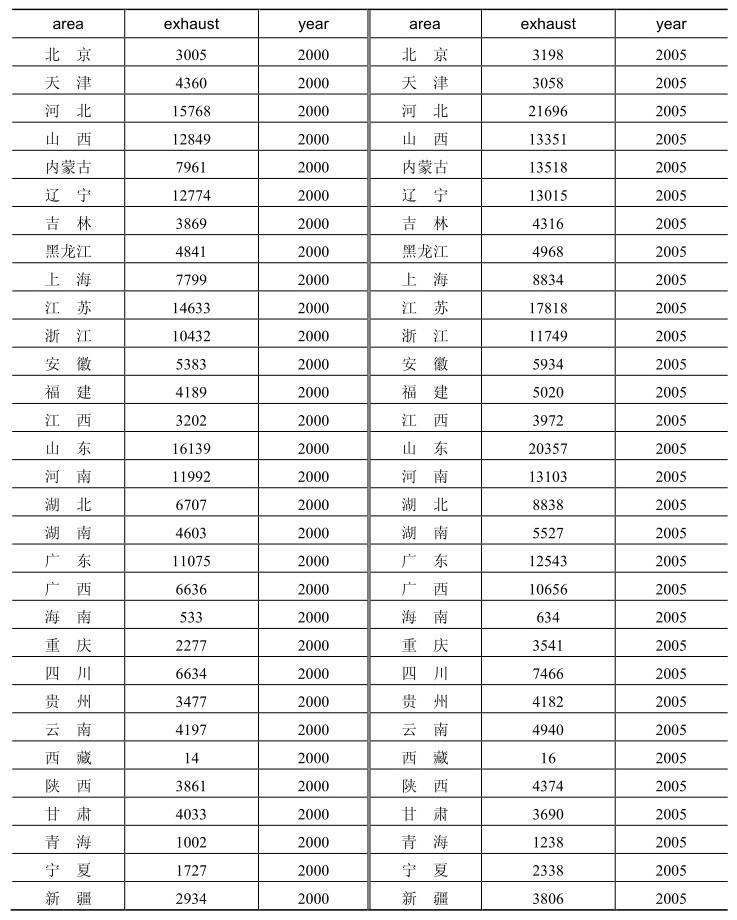 area exhaust year area exhaust year
北 京 3005 2000 北 京 3198 2005
天 津 4360 2000 天 津 3058 2005
河 北 15768 2000 河 北 21696 2005
山 西 12849 2000 山 西 13351 2005
内蒙古 7961 2000 内蒙古 13518 2005
辽 宁 12774 2000 辽 宁 13015 2005
吉 林 3869 2000 吉 林 4316 2005
黑龙江 4841 2000 黑龙江 4968 2005
上 海 7799 2000 上 海 8834 2005
江 苏 14633 2000 江 苏 17818 2005
浙 江 10432 2000 浙 江 11749 2005
安 徽 5383 2000 安 徽 5934 2005
福 建 4189 2000 福 建 5020 2005
江 西 3202 2000 江 西 3972 2005
山 东 16139 2000 山 东 20357 2005
河 南 11992 2000 河 南 13103 2005
湖 北 6707 2000 湖 北 8838 2005
湖 南 4603 2000 湖 南 5527 2005
广 东 11075 2000 广 东 12543 2005
广 西 6636 2000 广 西 10656 2005
海 南 533 2000 海 南 634 2005
重 庆 2277 2000 重 庆 3541 2005
四 川 6634 2000 四 川 7466 2005
贵 州 3477 2000 贵 州 4182 2005
云 南 4197 2000 云 南 4940 2005
西 藏 14 2000 西 藏 16 2005
陕 西 3861 2000 陕 西 4374 2005
甘 肃 4033 2000 甘 肃 3690 2005
青 海 1002 2000 青 海 1238 2005
宁 夏 1727 2000 宁 夏 2338 2005
新 疆 2934 2000 新 疆 3806 2005